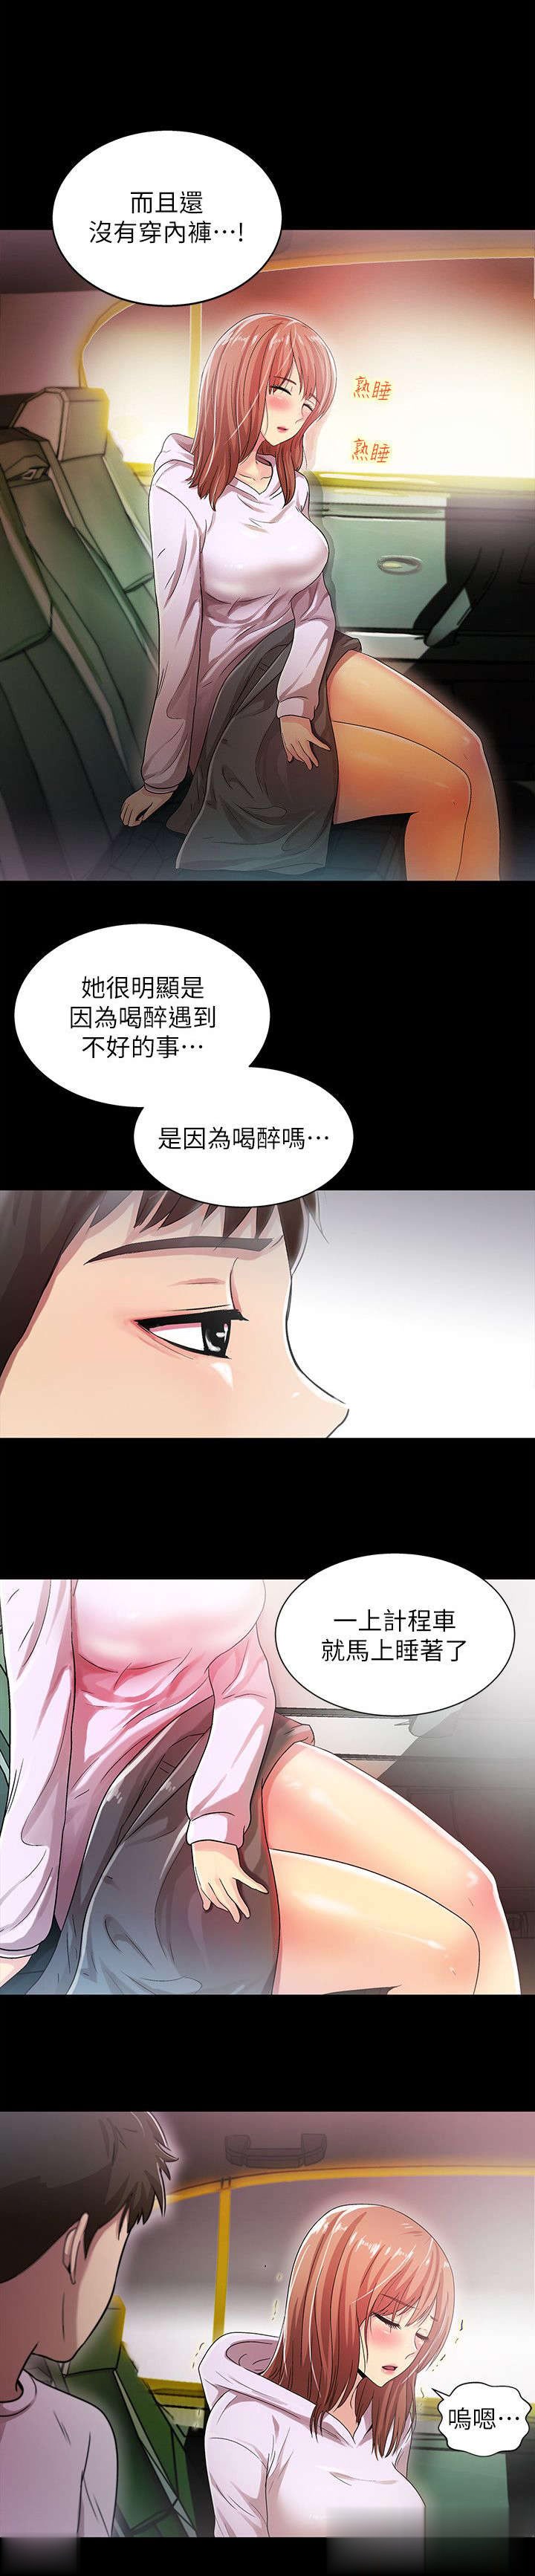 而且還
沒有穿內褲⋯!
熟睡
熟睡
她很明顯是
因為喝醉遇到
不好的事⋯
是因為喝醉嗎⋯
一上計程車
就馬上睡著了
嗚嗯⋯